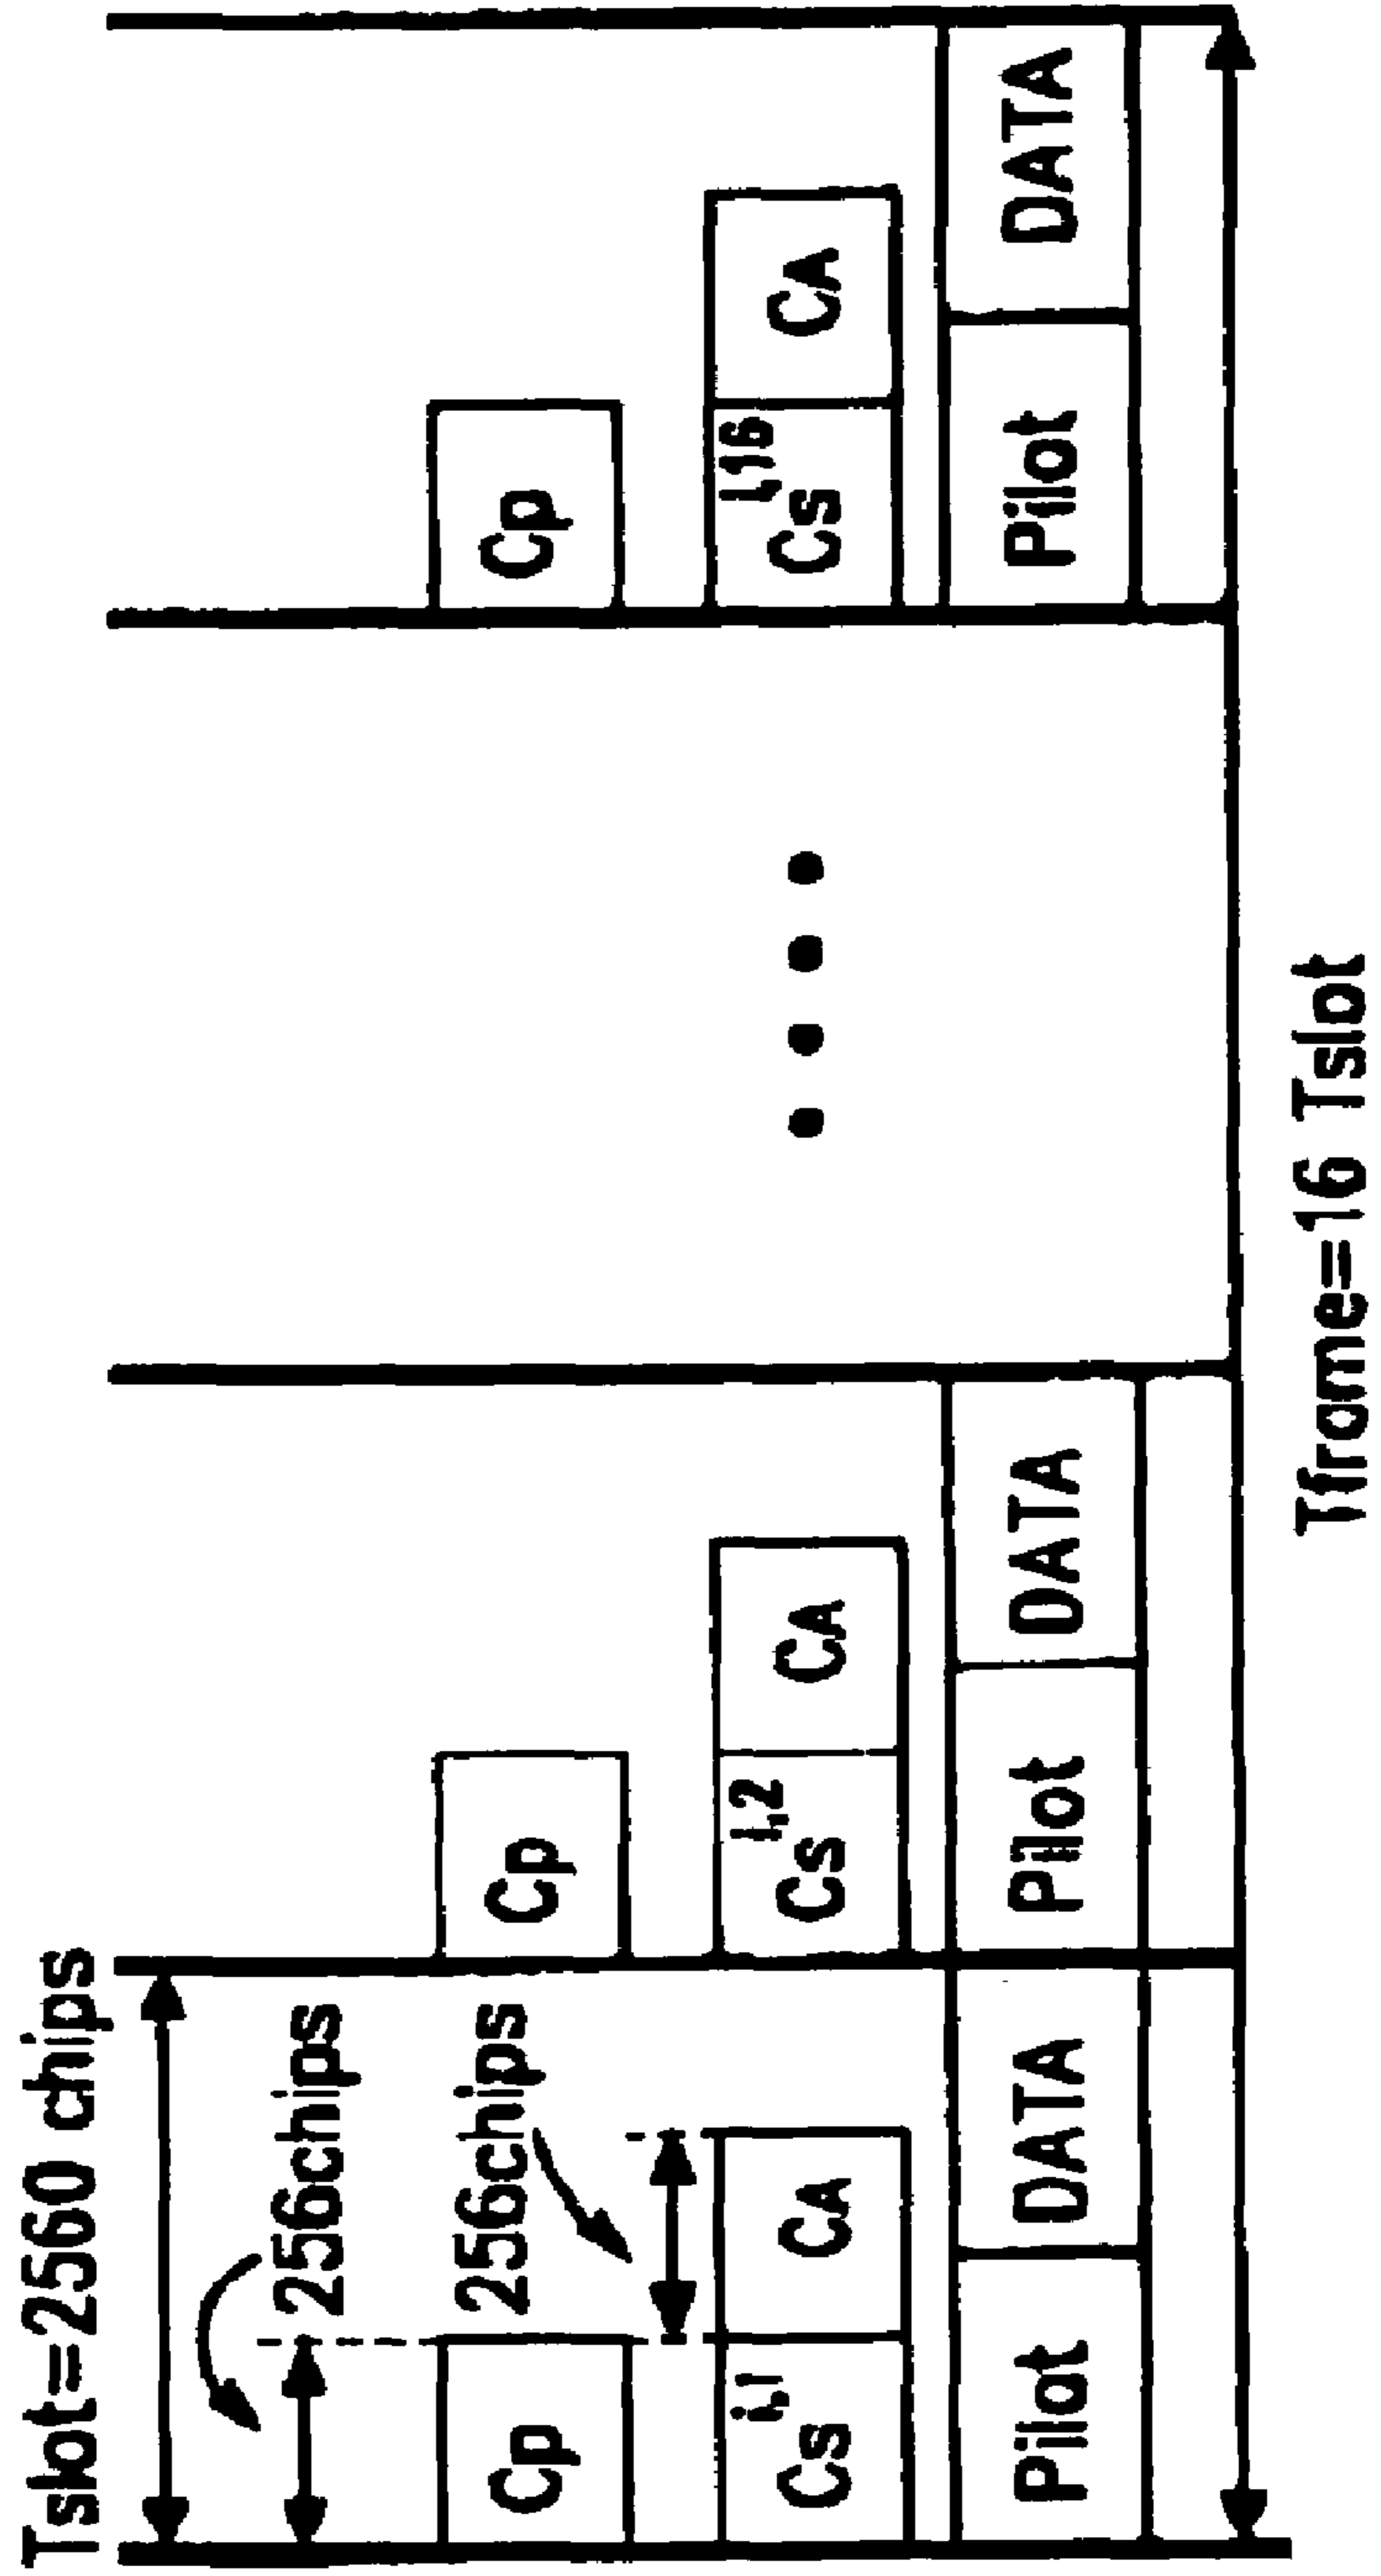 Tslot=2560 chips
256chips
256chips
Cp
Cp
Cp
Cs i,1
CA
Cs i,2
CA
Cs i,16
CA
Pilot
DATA
Pilot
DATA
Pilot
DATA
Tframe=16 Tslot